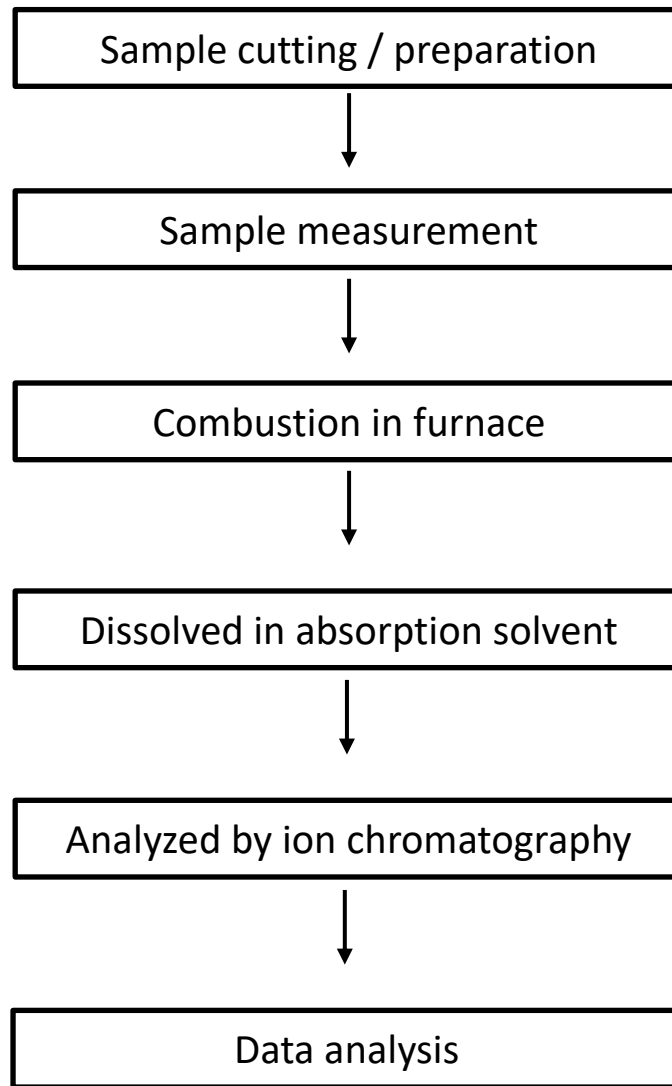 Sample cutting / preparation
Sample measurement
Combustion in furnace
Dissolved in absorption solvent
Analyzed by ion chromatography
Data analysis